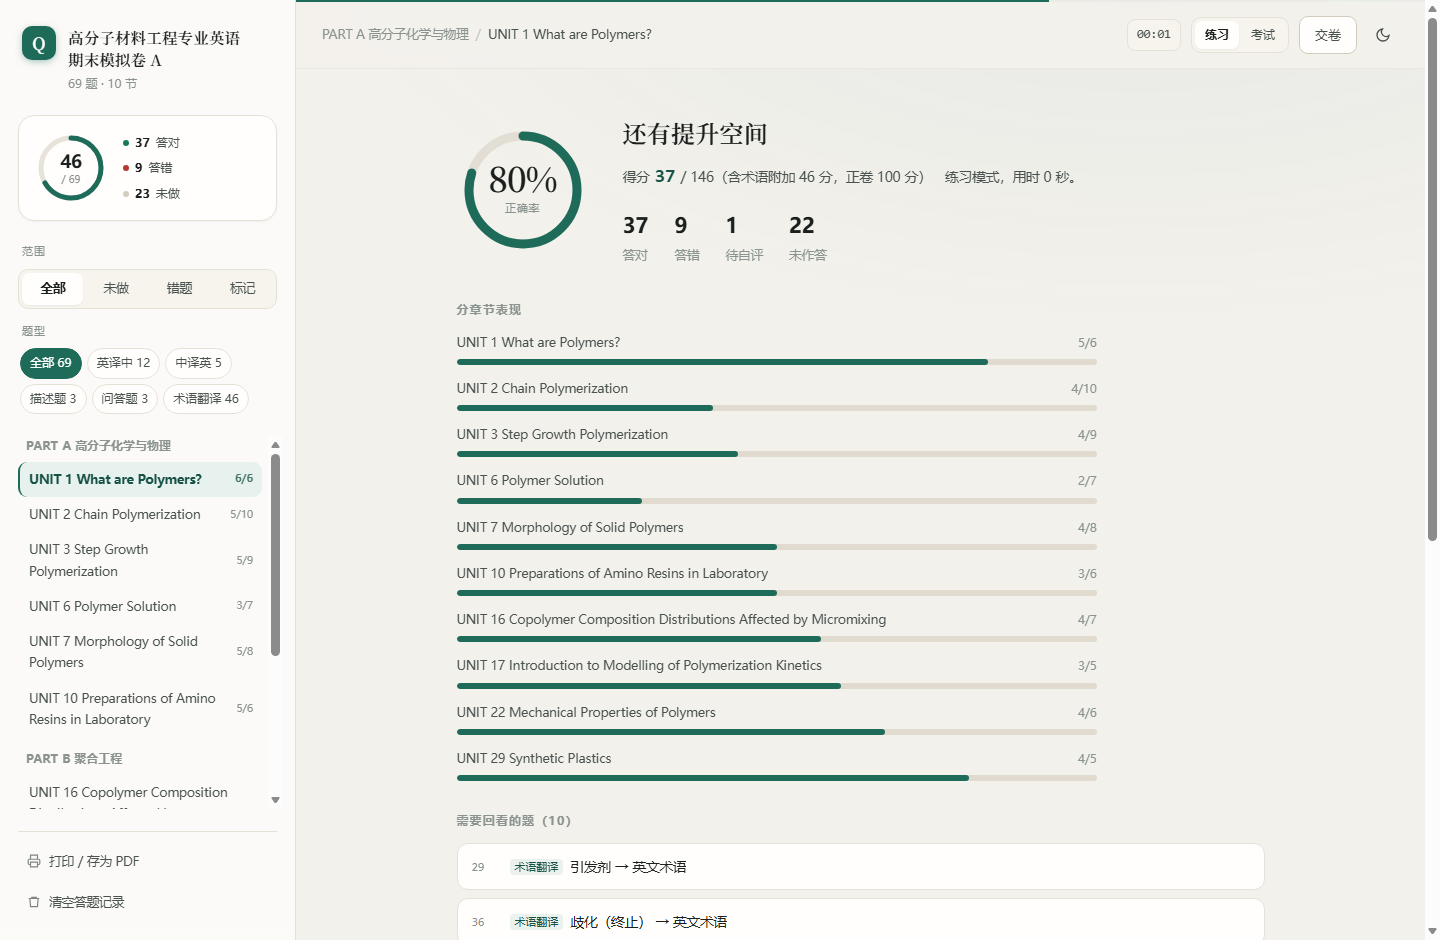 Q
高分子材料工程专业英语
期末模拟卷 A
69 题 · 10 节
46
/ 69
37 答对
9 答错
23 未做
范围
全部 未做 错题 标记
题型
全部 69 英译中 12 中译英 5
描述题 3 问答题 3 术语翻译 46
PART A 高分子化学与物理
UNIT 1 What are Polymers? 6/6
UNIT 2 Chain Polymerization 5/10
UNIT 3 Step Growth
Polymerization 5/9
UNIT 6 Polymer Solution 3/7
UNIT 7 Morphology of Solid
Polymers 5/8
UNIT 10 Preparations of Amino
Resins in Laboratory 5/6
PART B 聚合工程
UNIT 16 Copolymer Composition
打印 / 存为 PDF
清空答题记录
PART A 高分子化学与物理 / UNIT 1 What are Polymers?
00:01 练习 考试 交卷
80%
正确率
还有提升空间
得分 37 / 146（含术语附加 46 分，正卷 100 分） 练习模式，用时 0 秒。
37 9 1 22
答对 答错 待自评 未作答
分章节表现
UNIT 1 What are Polymers? 5/6
UNIT 2 Chain Polymerization 4/10
UNIT 3 Step Growth Polymerization 4/9
UNIT 6 Polymer Solution 2/7
UNIT 7 Morphology of Solid Polymers 4/8
UNIT 10 Preparations of Amino Resins in Laboratory 3/6
UNIT 16 Copolymer Composition Distributions Affected by Micromixing 4/7
UNIT 17 Introduction to Modelling of Polymerization Kinetics 3/5
UNIT 22 Mechanical Properties of Polymers 4/6
UNIT 29 Synthetic Plastics 4/5
需要回看的题（10）
29 术语翻译 引发剂 → 英文术语
36 术语翻译 歧化（终止） → 英文术语